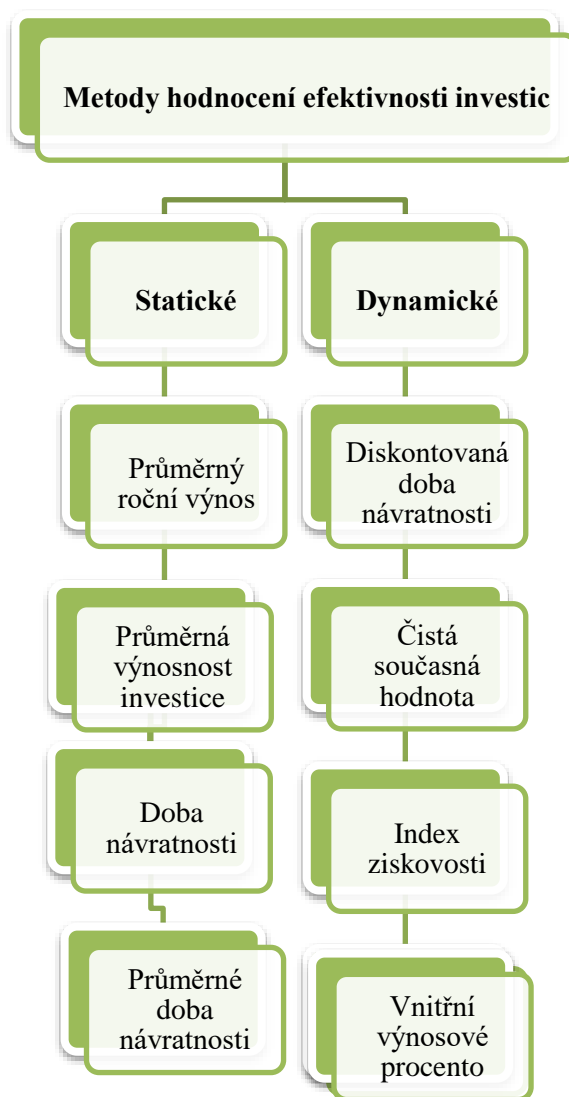 Metody hodnocení efektivnosti investic
Statické
Dynamické
Průměrný
roční výnos
Diskontovaná
doba
návratnosti
Průměrná
výnosnost
investice
Čistá
současná
hodnota
Doba
návratnosti
Index
ziskovosti
Průměrné
doba
návratnosti
Vnitřní
výnosové
procento